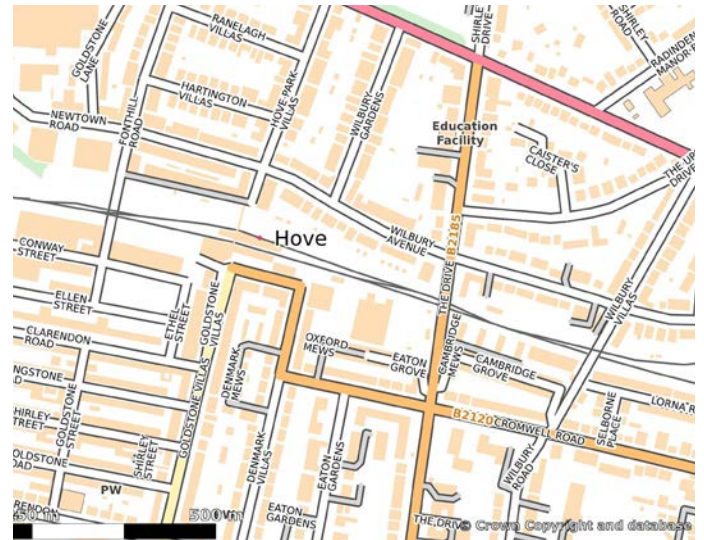 RANELAGH
VILLAS
SHIRLEY
DRIVE
SHIRLEY
ROAD
GOLDSTONE
LANE
RADINDEN
MANOR
HARTINGTON
VILLAS
HOVE PARK
VILLAS
WILBURY
GARDENS
NEWTOWN
ROAD
FONTHILL
ROAD
Education
Facility
CAISTER'S
CLOSE
THE
DRIVE
CONWAY
STREET
Hove
WILBURY
AVENUE
B2185
THE DRIVE
ELLEN
STREET
ETHEL
STREET
GOLDSTONE
VILLAS
WILBURY
VILLAS
CLARENDON
ROAD
OXFORD
MEWS
EATON
GROVE
CAMBRIDGE
MEWS
CAMBRIDGE
GROVE
DENMARK
MEWS
GOLDSTONE VILLAS
GOLDSTONE
STREET
SHIRLEY
STREET
SHIRLEY
STREET
B2120
CROMWELL ROAD
SELBORNE
PLACE
LORNA
WILBURY
ROAD
DENMARK
VILLAS
EATON
GARDENS
PW
EATON
GARDENS
THE DRIVE
500 m
© Crown Copyright and database